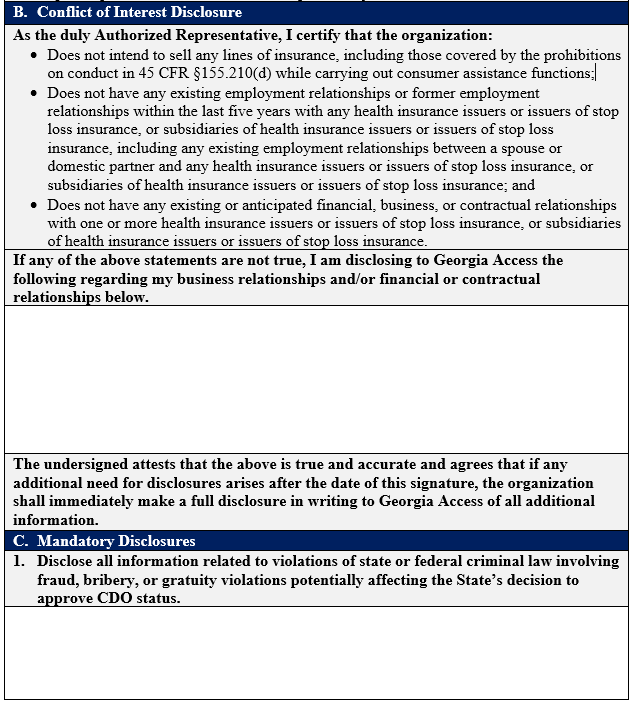 B. Conflict of Interest Disclosure
As the duly Authorized Representative, I certify that the organization:
• Does not intend to sell any lines of insurance, including those covered by the prohibitions
on conduct in 45 CFR §155.210(d) while carrying out consumer assistance functions;
• Does not have any existing employment relationships or former employment
relationships within the last five years with any health insurance issuers or issuers of stop
loss insurance, or subsidiaries of health insurance issuers or issuers of stop loss
insurance, including any existing employment relationships between a spouse or
domestic partner and any health insurance issuers or issuers of stop loss insurance, or
subsidiaries of health insurance issuers or issuers of stop loss insurance; and
• Does not have any existing or anticipated financial, business, or contractual relationships
with one or more health insurance issuers or issuers of stop loss insurance, or subsidiaries
of health insurance issuers or issuers of stop loss insurance.
If any of the above statements are not true, I am disclosing to Georgia Access the
following regarding my business relationships and/or financial or contractual
relationships below.
The undersigned attests that the above is true and accurate and agrees that if any
additional need for disclosures arises after the date of this signature, the organization
shall immediately make a full disclosure in writing to Georgia Access of all additional
information.
C. Mandatory Disclosures
1. Disclose all information related to violations of state or federal criminal law involving
fraud, bribery, or gratuity violations potentially affecting the State’s decision to
approve CDO status.